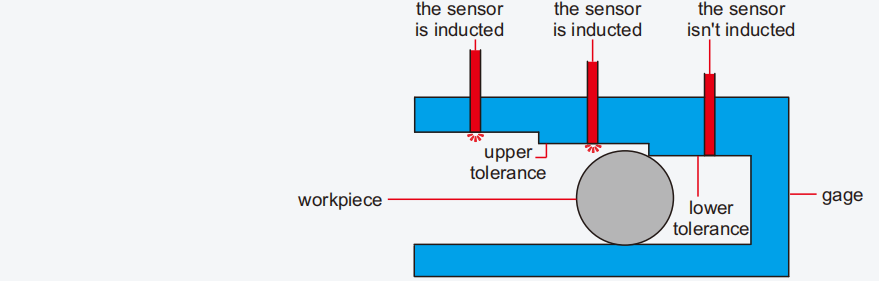 the sensor
is inducted
the sensor
is inducted
the sensor
isn't inducted
upper
tolerance
workpiece
lower
tolerance
gage